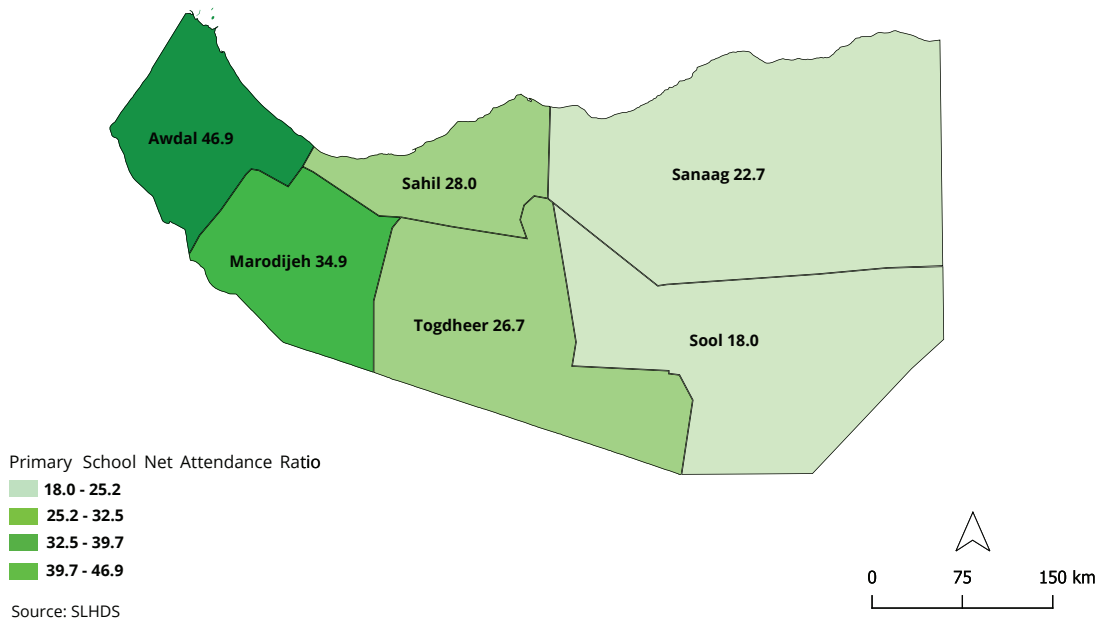 Awdal 46.9
Sanaag 22.7
Sahil 28.0
Marodijeh 34.9
Togdheer 26.7
Sool 18.0
Primary School Net Attendance Ratio
18.0 - 25.2
25.2 - 32.5
32.5 - 39.7
39.7 - 46.9
0 75 150 km
Source: SLHDS